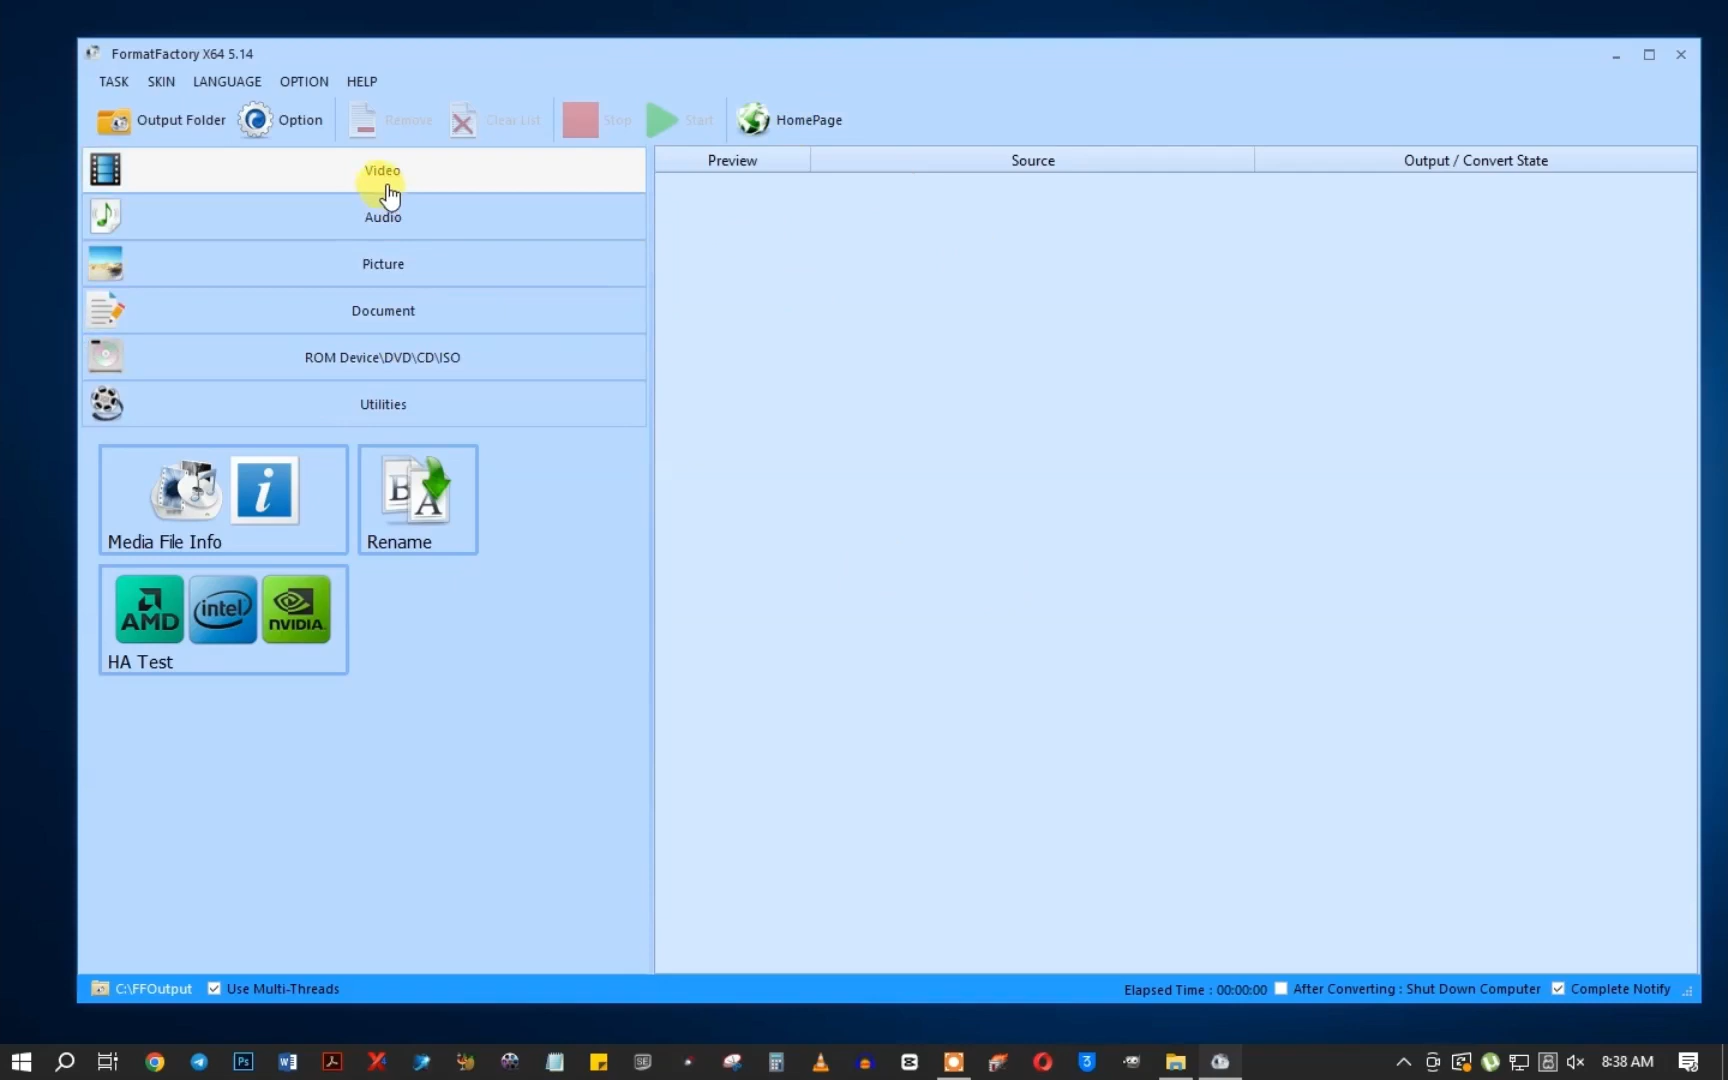 FormatFactory X64 5.14
TASK SKIN LANGUAGE OPTION HELP
Output Folder Option Remove Clear List Stop Start HomePage
Video
Audio
Picture
Document
ROM Device\DVD\CD\ISO
Utilities
Preview Source Output / Convert State
i
B A
Media File Info Rename
AMD intel NVIDIA
HA Test
C:\FFOutput Use Multi-Threads Elapsed Time : 00:00:00 After Converting : Shut Down Computer Complete Notify
Ps W SE 3 8:38 AM